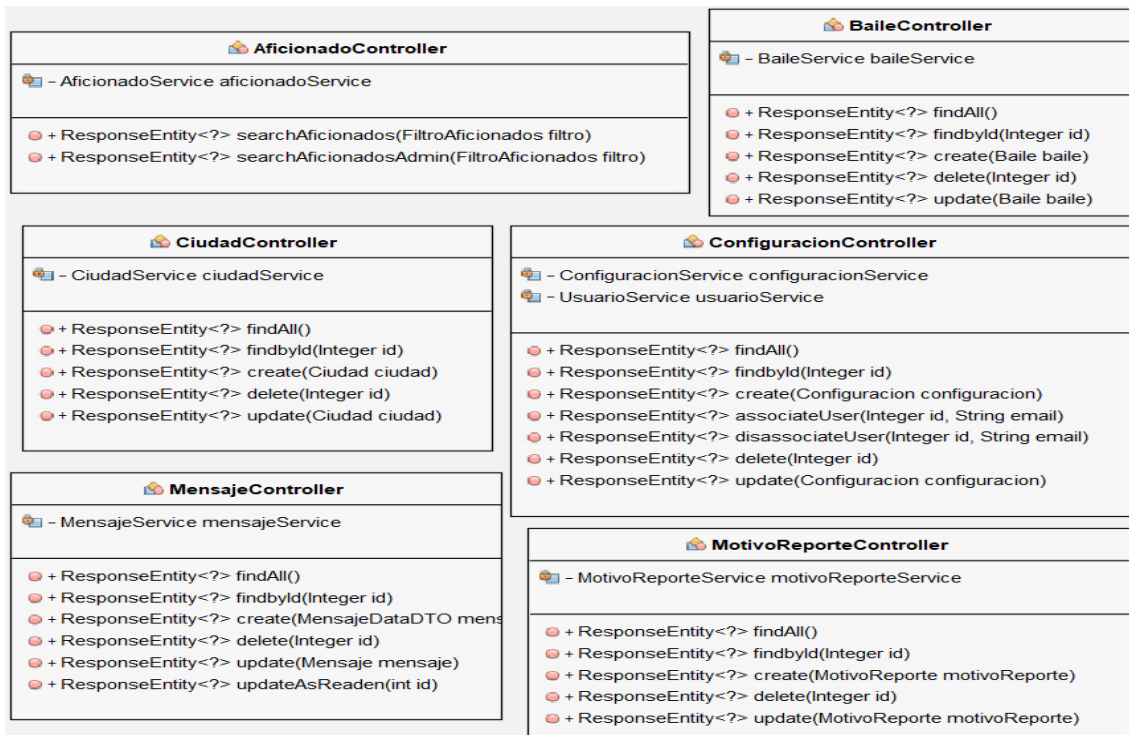 AficionadoController
– AficionadoService aficionadoService
+ ResponseEntity<?> searchAficionados(FiltroAficionados filtro)
+ ResponseEntity<?> searchAficionadosAdmin(FiltroAficionados filtro)
BaileController
– BaileService baileService
+ ResponseEntity<?> findAll()
+ ResponseEntity<?> findbyId(Integer id)
+ ResponseEntity<?> create(Baile baile)
+ ResponseEntity<?> delete(Integer id)
+ ResponseEntity<?> update(Baile baile)
CiudadController
– CiudadService ciudadService
+ ResponseEntity<?> findAll()
+ ResponseEntity<?> findbyId(Integer id)
+ ResponseEntity<?> create(Ciudad ciudad)
+ ResponseEntity<?> delete(Integer id)
+ ResponseEntity<?> update(Ciudad ciudad)
ConfiguracionController
– ConfiguracionService configuracionService
– UsuarioService usuarioService
+ ResponseEntity<?> findAll()
+ ResponseEntity<?> findbyId(Integer id)
+ ResponseEntity<?> create(Configuracion configuracion)
+ ResponseEntity<?> associateUser(Integer id, String email)
+ ResponseEntity<?> disassociateUser(Integer id, String email)
+ ResponseEntity<?> delete(Integer id)
+ ResponseEntity<?> update(Configuracion configuracion)
MensajeController
– MensajeService mensajeService
+ ResponseEntity<?> findAll()
+ ResponseEntity<?> findbyId(Integer id)
+ ResponseEntity<?> create(MensajeDataDTO mens
+ ResponseEntity<?> delete(Integer id)
+ ResponseEntity<?> update(Mensaje mensaje)
+ ResponseEntity<?> updateAsReaden(int id)
MotivoReporteController
– MotivoReporteService motivoReporteService
+ ResponseEntity<?> findAll()
+ ResponseEntity<?> findbyId(Integer id)
+ ResponseEntity<?> create(MotivoReporte motivoReporte)
+ ResponseEntity<?> delete(Integer id)
+ ResponseEntity<?> update(MotivoReporte motivoReporte)